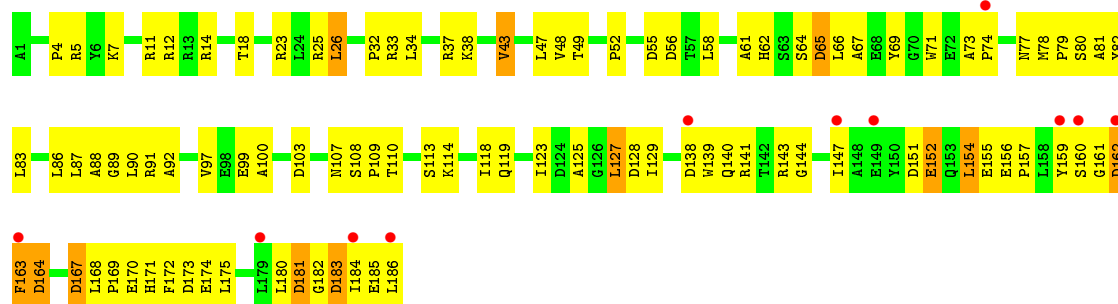 A1 P4 R5 Y6 K7 R11 R12 R13 R14 T18 R23 L24 R25 L26 P32 R33 L34 R37 K38 V43 L47 V48 T49 P52 D55 D56 T57 L58 A61 H62 S63 S64 D65 L66 A67 E68 Y69 G70 W71 E72 A73 P74 N77 M78 P79 S80 A81 Y82
L83 L86 L87 A88 G89 L90 R91 A92 V97 E98 E99 A100 D103 N107 S108 P109 T110 S113 K114 I118 Q119 I123 D124 A125 G126 L127 D128 I129 D138 W139 Q140 R141 T142 R143 G144 I147 A148 E149 Y150 D151 E152 Q153 L154 E155 E156 P157 L158 Y159 S160 G161 D162
F163 D164 D167 L168 P169 E170 H171 F172 D173 E174 L175 L179 L180 D181 G182 D183 I184 E185 L186